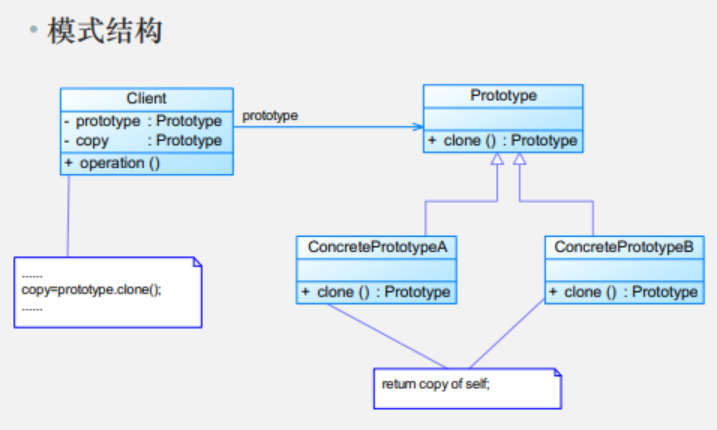 • 模式结构
Client
- prototype : Prototype
- copy : Prototype
+ operation ()
prototype
Prototype
+ clone () : Prototype
ConcretePrototypeA
+ clone () : Prototype
ConcretePrototypeB
+ clone () : Prototype
......
copy=prototype.clone();
......
return copy of self;